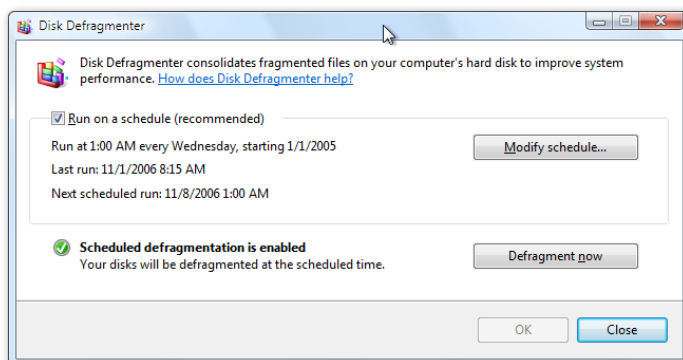 Disk Defragmenter
Disk Defragmenter consolidates fragmented files on your computer's hard disk to improve system
performance. How does Disk Defragmenter help?
Run on a schedule (recommended)
Run at 1:00 AM every Wednesday, starting 1/1/2005
Modify schedule...
Last run: 11/1/2006 8:15 AM
Next scheduled run: 11/8/2006 1:00 AM
Scheduled defragmentation is enabled
Your disks will be defragmented at the scheduled time.
Defragment now
OK
Close